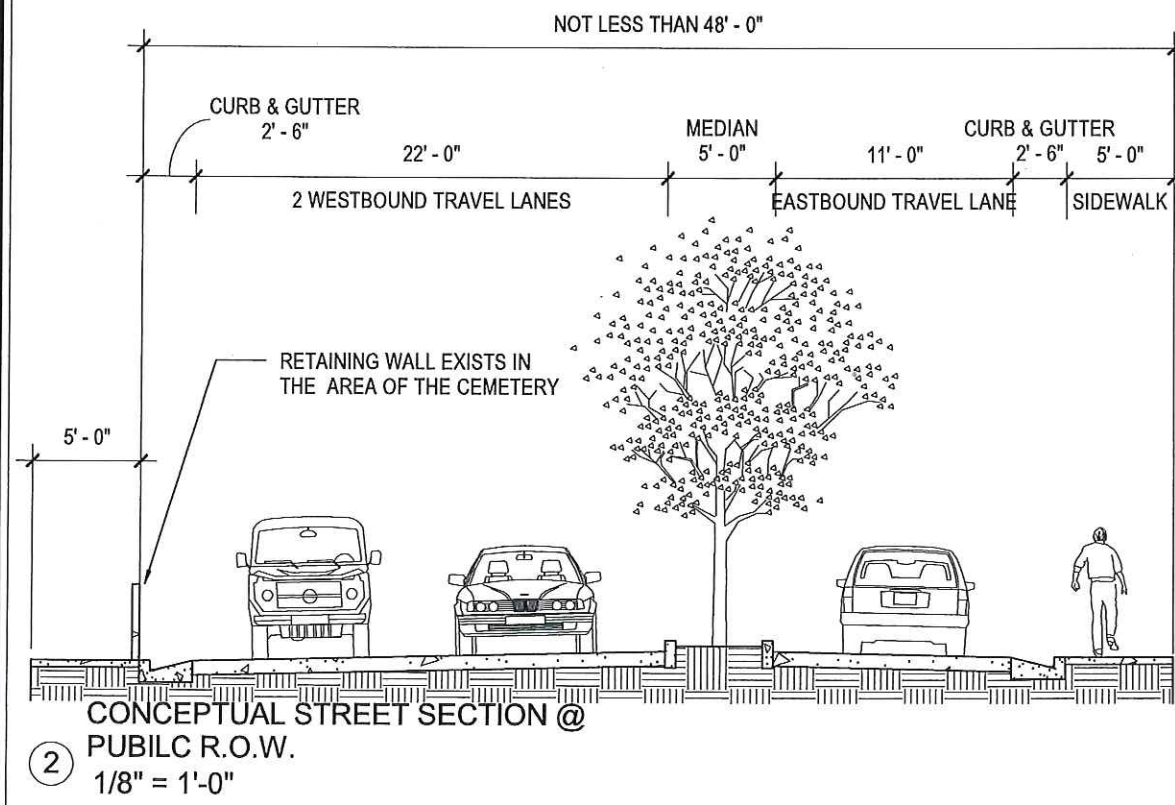 NOT LESS THAN 48' - 0"
CURB & GUTTER
2' - 6"
22' - 0"
2 WESTBOUND TRAVEL LANES
MEDIAN
5' - 0"
11' - 0"
EASTBOUND TRAVEL LANE
CURB & GUTTER
2' - 6"
5' - 0"
SIDEWALK
RETAINING WALL EXISTS IN
THE AREA OF THE CEMETERY
5' - 0"
CONCEPTUAL STREET SECTION @
PUBILC R.O.W.
2
1/8" = 1'-0"